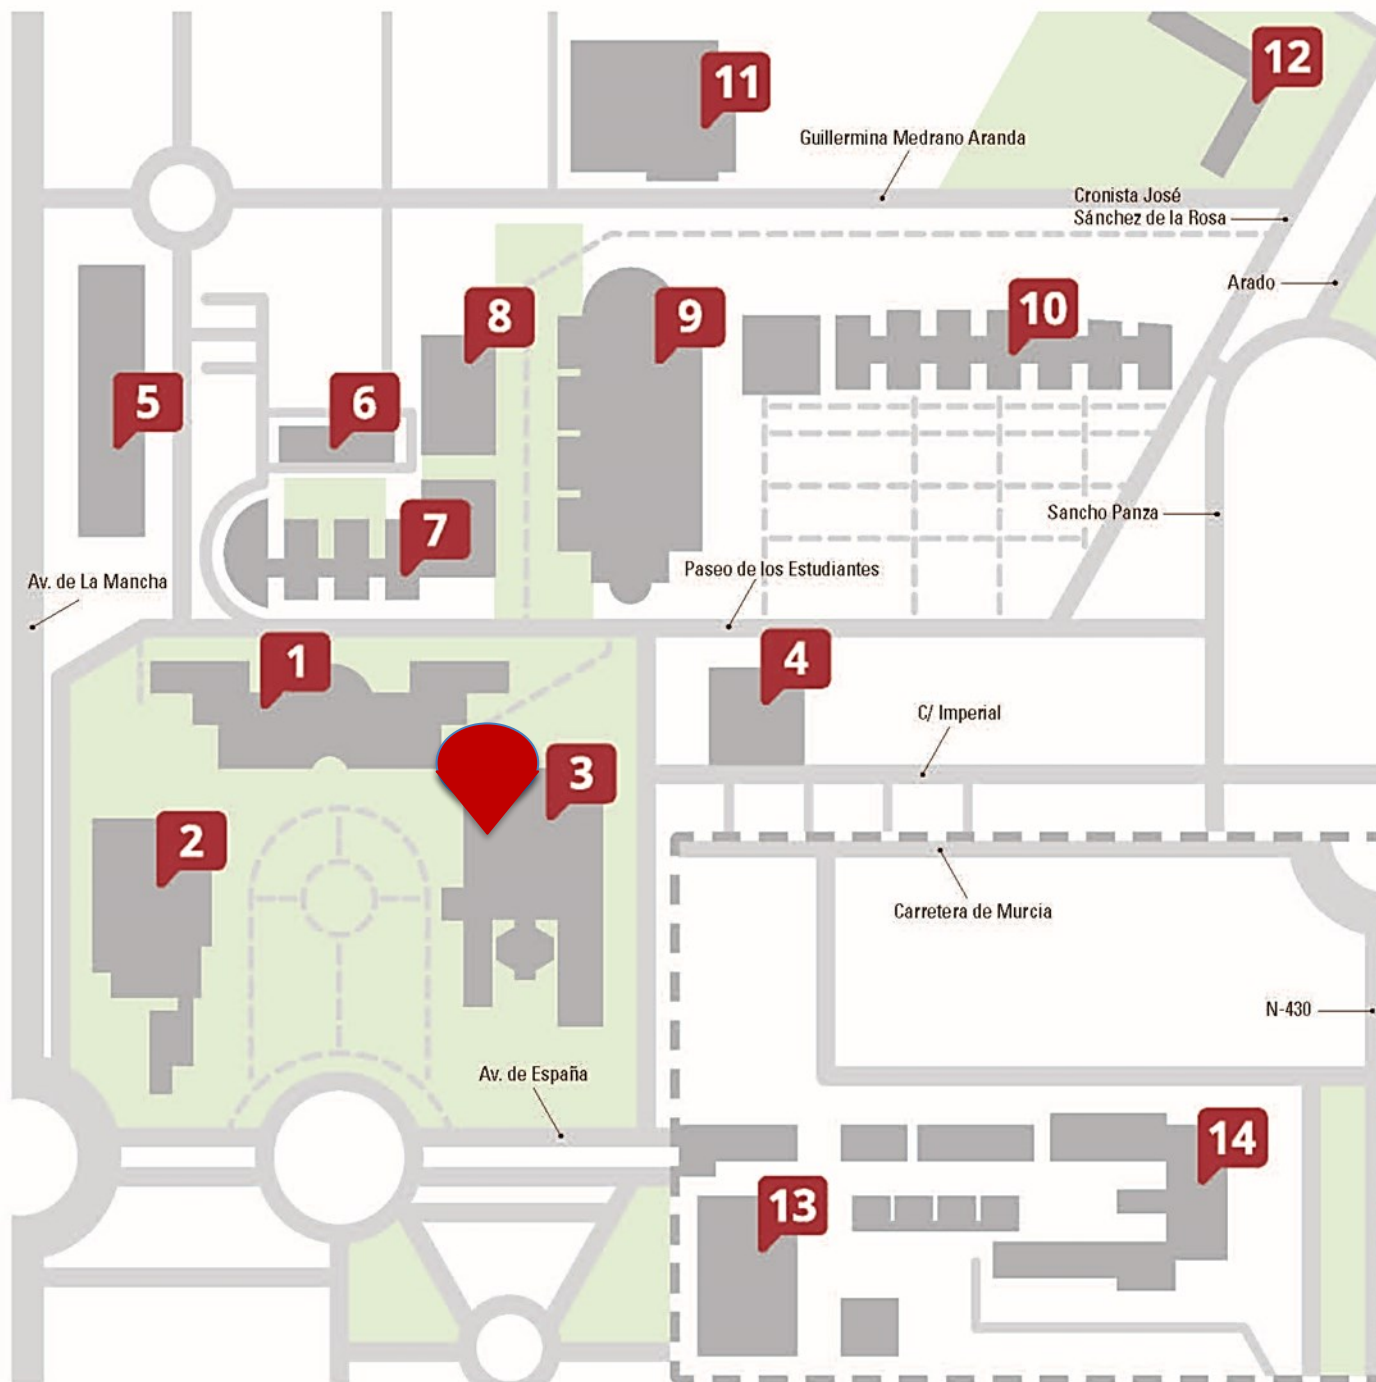 12
11
Guillermina Medrano Aranda
Cronista José
Sánchez de la Rosa
Arado
8
9
10
5
6
7
Sancho Panza
Av. de La Mancha
Paseo de los Estudiantes
1
4
C/ Imperial
3
2
Carretera de Murcia
N-430
Av. de España
14
13